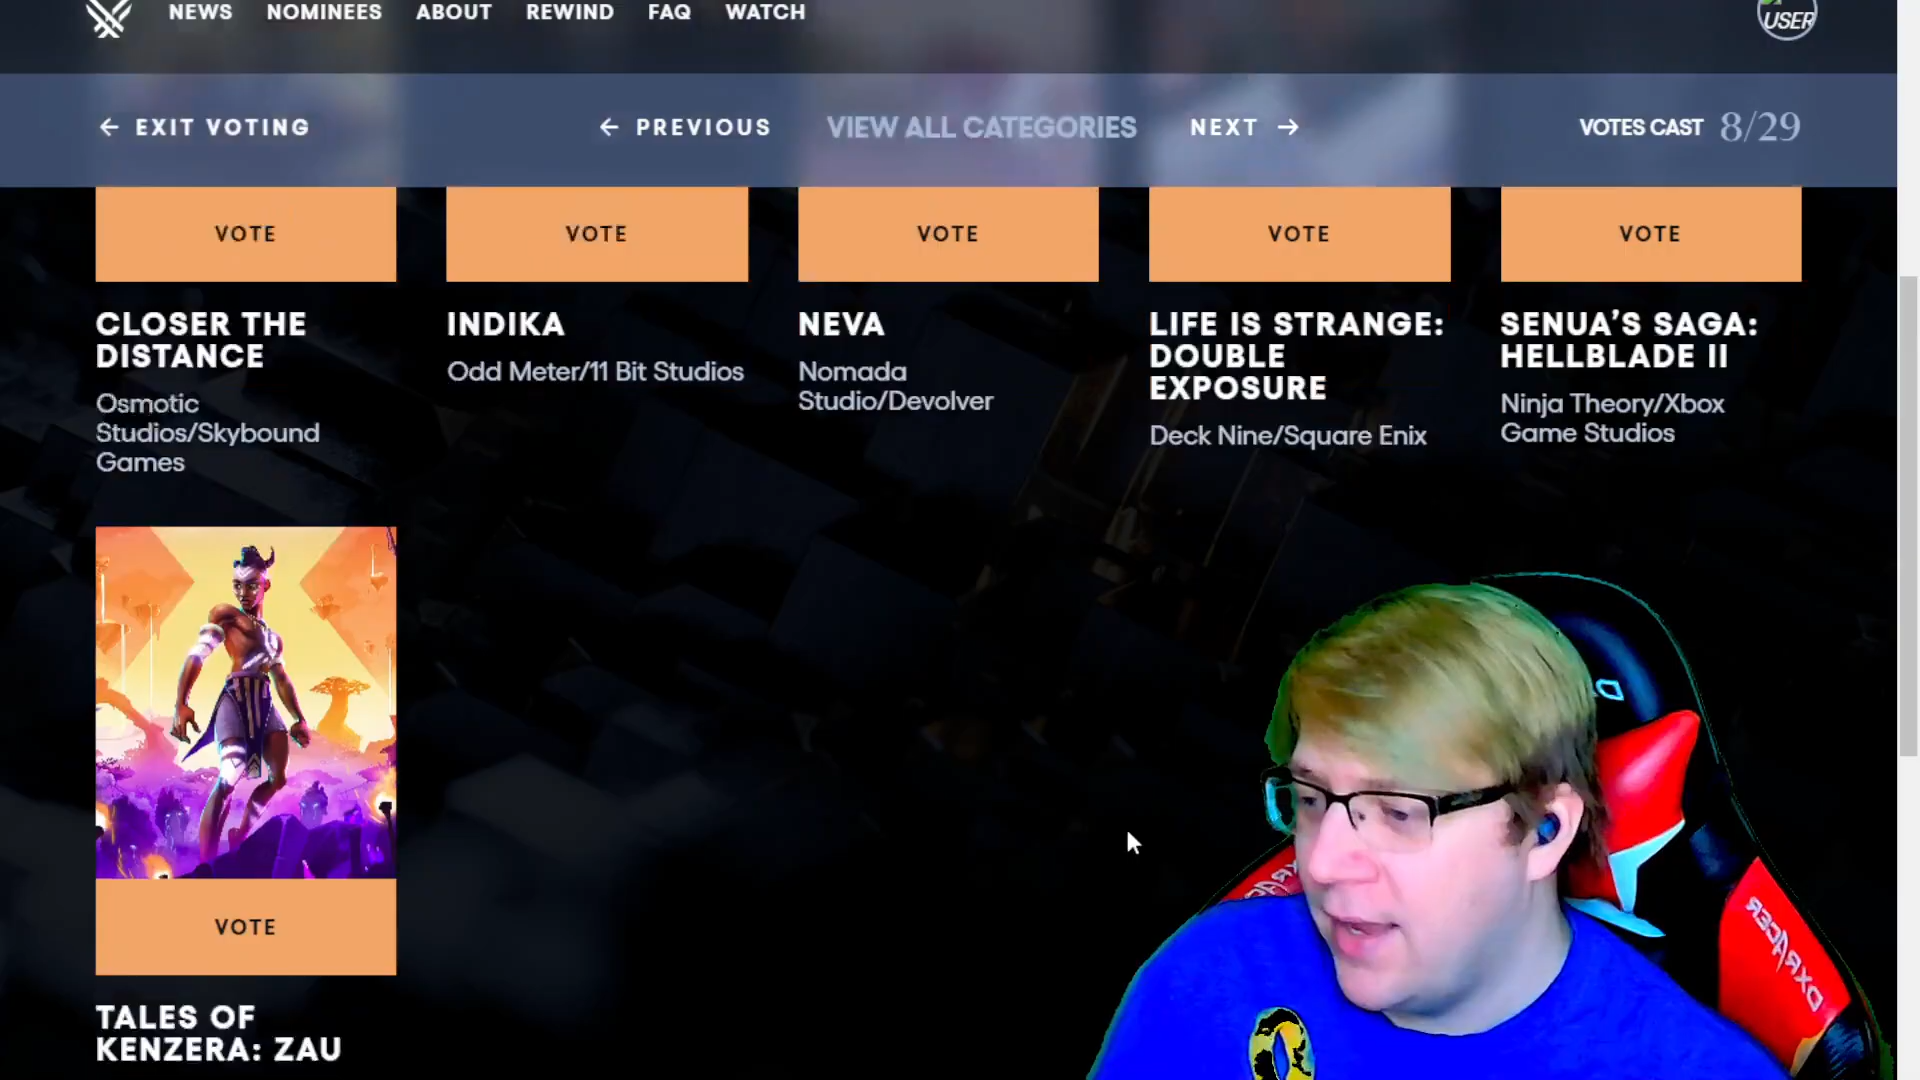 NEWS NOMINEES ABOUT REWIND FAQ WATCH
USER
← EXIT VOTING ← PREVIOUS VIEW ALL CATEGORIES NEXT → VOTES CAST 8/29
VOTE VOTE VOTE VOTE VOTE
CLOSER THE
DISTANCE
Osmotic
Studios/Skybound
Games
INDIKA
Odd Meter/11 Bit Studios
NEVA
Nomada
Studio/Devolver
LIFE IS STRANGE:
DOUBLE
EXPOSURE
Deck Nine/Square Enix
SENUA’S SAGA:
HELLBLADE II
Ninja Theory/Xbox
Game Studios
VOTE
TALES OF
KENZERA: ZAU
DXRACER